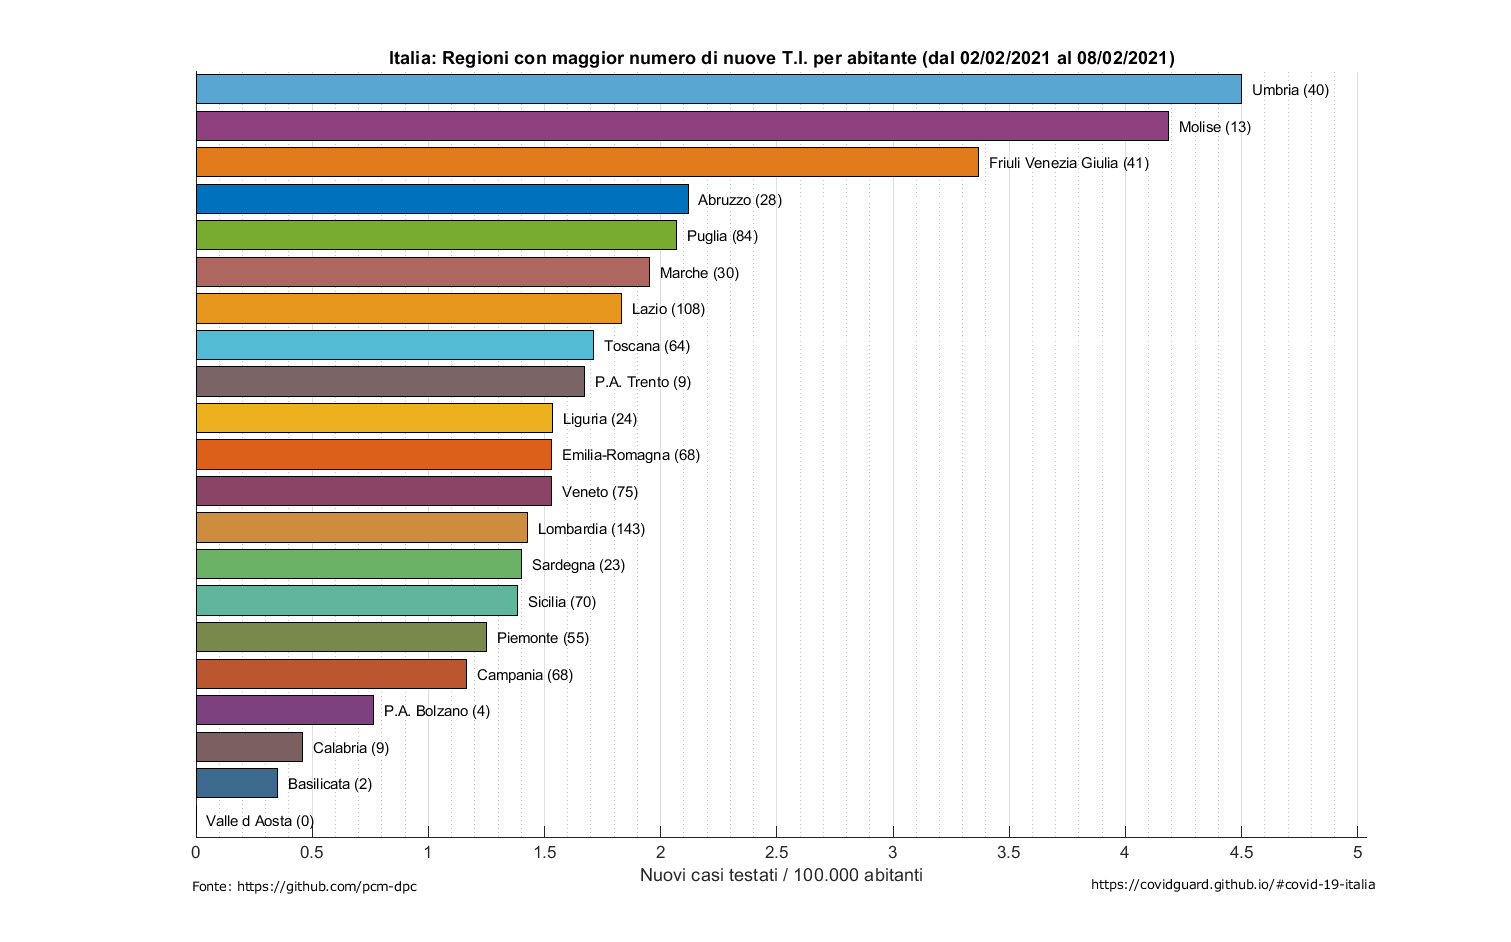 Italia: Regioni con maggior numero di nuove T.I. per abitante (dal 02/02/2021 al 08/02/2021)
Umbria (40)
Molise (13)
Friuli Venezia Giulia (41)
Abruzzo (28)
Puglia (84)
Marche (30)
Lazio (108)
Toscana (64)
P.A. Trento (9)
Liguria (24)
Emilia-Romagna (68)
Veneto (75)
Lombardia (143)
Sardegna (23)
Sicilia (70)
Piemonte (55)
Campania (68)
P.A. Bolzano (4)
Calabria (9)
Basilicata (2)
Valle d Aosta (0)
0 0.5 1 1.5 2 2.5 3 3.5 4 4.5 5
Nuovi casi testati / 100.000 abitanti
Fonte: https://github.com/pcm-dpc
https://covidguard.github.io/#covid-19-italia